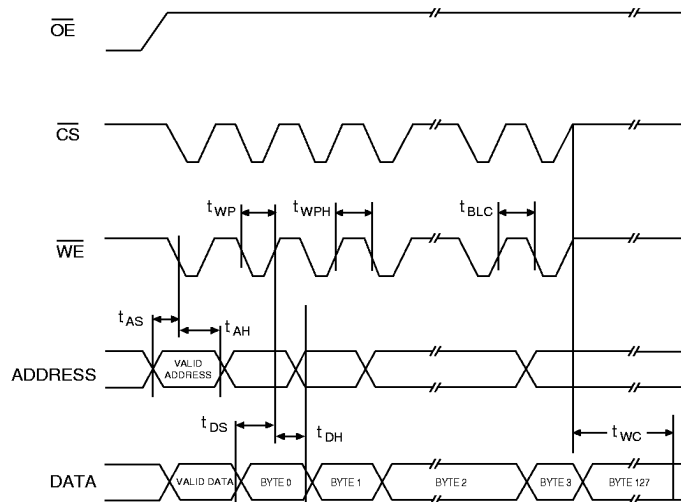 OE
CS
tWP
tWPH
tBLC
WE
tAS
tAH
ADDRESS
VALID
ADDRESS
tDS
tDH
tWC
DATA
VALID DATA
BYTE 0
BYTE 1
BYTE 2
BYTE 3
BYTE 127